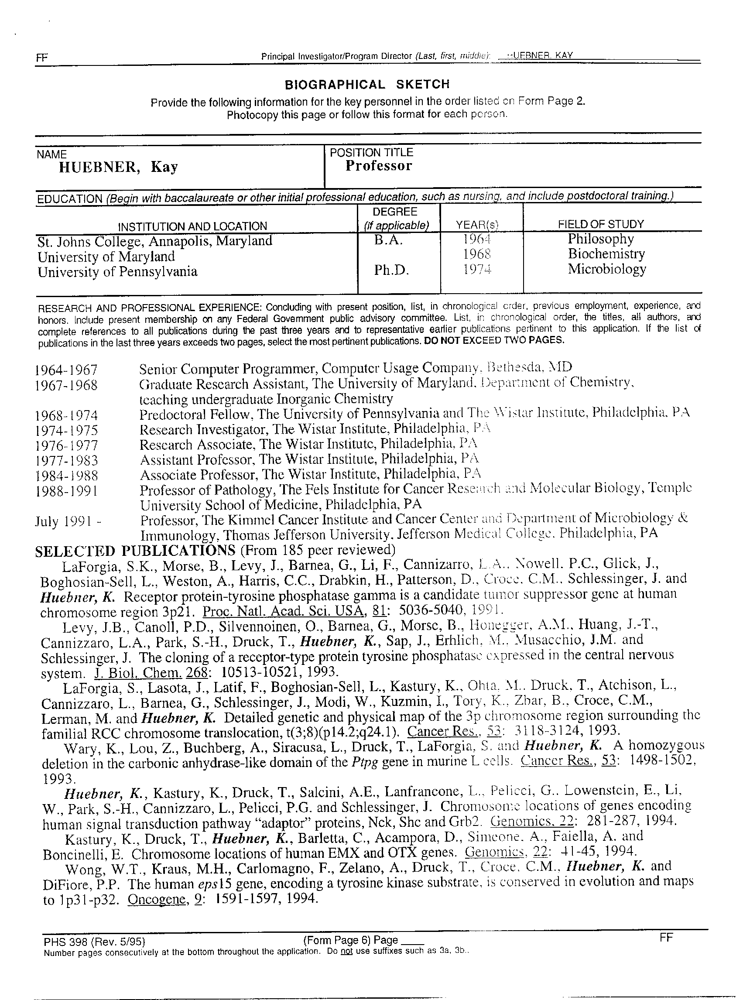 FF Principal Investigator/Program Director (Last, first, middle): HUEBNER, KAY
BIOGRAPHICAL SKETCH
Provide the following information for the key personnel in the order listed on Form Page 2.
Photocopy this page or follow this format for each person.
NAME POSITION TITLE
HUEBNER, Kay Professor
EDUCATION (Begin with baccalaureate or other initial professional education, such as nursing, and include postdoctoral training.)
INSTITUTION AND LOCATION DEGREE (if applicable) YEAR(s) FIELD OF STUDY
St. Johns College, Annapolis, Maryland B.A. 1964 Philosophy
University of Maryland 1968 Biochemistry
University of Pennsylvania Ph.D. 1974 Microbiology
RESEARCH AND PROFESSIONAL EXPERIENCE: Concluding with present position, list, in chronological order, previous employment, experience, and
honors. Include present membership on any Federal Government public advisory committee. List, in chronological order, the titles, all authors, and
complete references to all publications during the past three years and to representative earlier publications pertinent to this application. If the list of
publications in the last three years exceeds two pages, select the most pertinent publications. DO NOT EXCEED TWO PAGES.
1964-1967 Senior Computer Programmer, Computer Usage Company, Bethesda, MD
1967-1968 Graduate Research Assistant, The University of Maryland, Department of Chemistry,
teaching undergraduate Inorganic Chemistry
1968-1974 Predoctoral Fellow, The University of Pennsylvania and The Wistar Institute, Philadelphia, PA
1974-1975 Research Investigator, The Wistar Institute, Philadelphia, PA
1976-1977 Research Associate, The Wistar Institute, Philadelphia, PA
1977-1983 Assistant Professor, The Wistar Institute, Philadelphia, PA
1984-1988 Associate Professor, The Wistar Institute, Philadelphia, PA
1988-1991 Professor of Pathology, The Fels Institute for Cancer Research and Molecular Biology, Temple
University School of Medicine, Philadelphia, PA
July 1991 - Professor, The Kimmel Cancer Institute and Cancer Center and Department of Microbiology &
Immunology, Thomas Jefferson University, Jefferson Medical College, Philadelphia, PA
SELECTED PUBLICATIONS (From 185 peer reviewed)
LaForgia, S.K., Morse, B., Levy, J., Barnea, G., Li, F., Cannizarro, L.A., Nowell, P.C., Glick, J.,
Boghosian-Sell, L., Weston, A., Harris, C.C., Drabkin, H., Patterson, D., Croce, C.M., Schlessinger, J. and
Huebner, K. Receptor protein-tyrosine phosphatase gamma is a candidate tumor suppressor gene at human
chromosome region 3p21. Proc. Natl. Acad. Sci. USA, 81: 5036-5040, 1991.
Levy, J.B., Canoll, P.D., Silvennoinen, O., Barnea, G., Morse, B., Honegger, A.M., Huang, J.-T.,
Cannizzaro, L.A., Park, S.-H., Druck, T., Huebner, K., Sap, J., Erhlich, M., Musacchio, J.M. and
Schlessinger, J. The cloning of a receptor-type protein tyrosine phosphatase expressed in the central nervous
system. J. Biol. Chem. 268: 10513-10521, 1993.
LaForgia, S., Lasota, J., Latif, F., Boghosian-Sell, L., Kastury, K., Ohta, M., Druck, T., Atchison, L.,
Cannizzaro, L., Barnea, G., Schlessinger, J., Modi, W., Kuzmin, I., Tory, K., Zbar, B., Croce, C.M.,
Lerman, M. and Huebner, K. Detailed genetic and physical map of the 3p chromosome region surrounding the
familial RCC chromosome translocation, t(3;8)(p14.2;q24.1). Cancer Res., 53: 3118-3124, 1993.
Wary, K., Lou, Z., Buchberg, A., Siracusa, L., Druck, T., LaForgia, S. and Huebner, K. A homozygous
deletion in the carbonic anhydrase-like domain of the Ptpg gene in murine L cells. Cancer Res., 53: 1498-1502,
1993.
Huebner, K., Kastury, K., Druck, T., Salcini, A.E., Lanfrancone, L., Pelicci, G., Lowenstein, E., Li,
W., Park, S.-H., Cannizzaro, L., Pelicci, P.G. and Schlessinger, J. Chromosome locations of genes encoding
human signal transduction pathway “adaptor” proteins, Nck, Shc and Grb2. Genomics, 22: 281-287, 1994.
Kastury, K., Druck, T., Huebner, K., Barletta, C., Acampora, D., Simeone, A., Faiella, A. and
Boncinelli, E. Chromosome locations of human EMX and OTX genes. Genomics, 22: 41-45, 1994.
Wong, W.T., Kraus, M.H., Carlomagno, F., Zelano, A., Druck, T., Croce, C.M., Huebner, K. and
DiFiore, P.P. The human eps15 gene, encoding a tyrosine kinase substrate, is conserved in evolution and maps
to 1p31-p32. Oncogene, 9: 1591-1597, 1994.
PHS 398 (Rev. 5/95) (Form Page 6) Page ____ FF
Number pages consecutively at the bottom throughout the application. Do not use suffixes such as 3a, 3b..